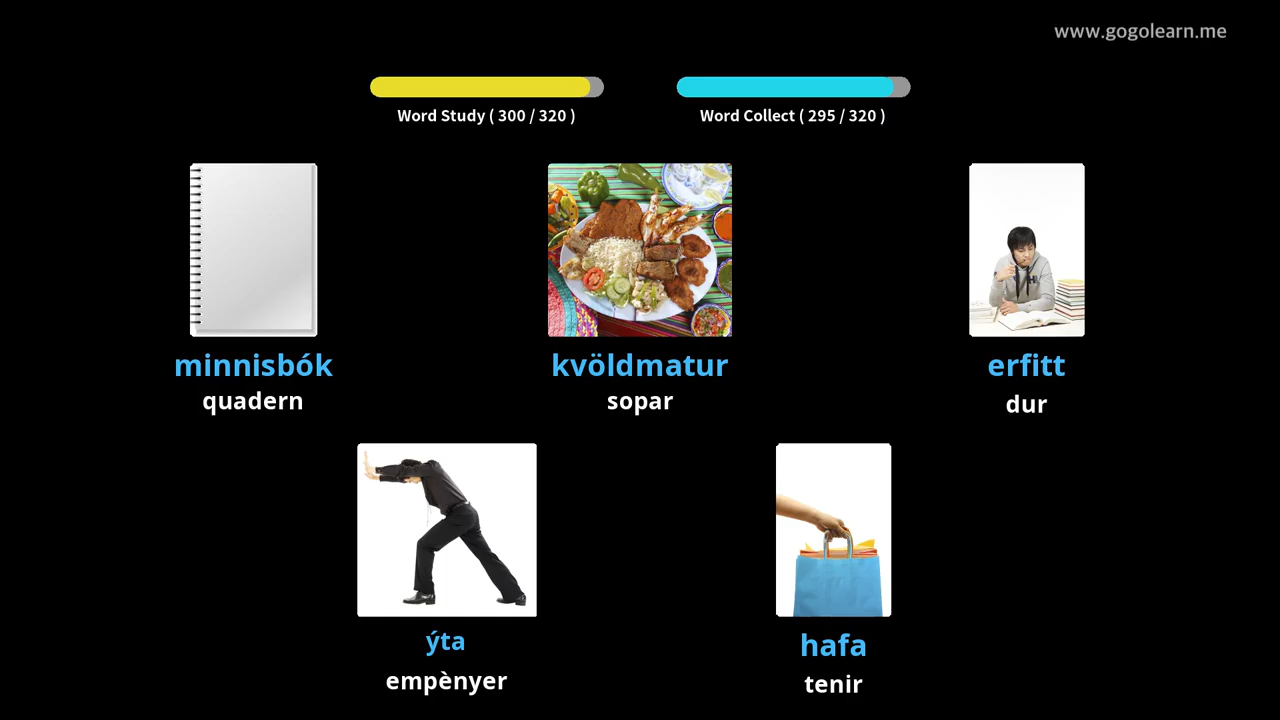 www.gogolearn.me
Word Study ( 300 / 320 )
Word Collect ( 295 / 320 )
minnisbók
quadern
kvöldmatur
sopar
erfitt
dur
ýta
empènyer
hafa
tenir